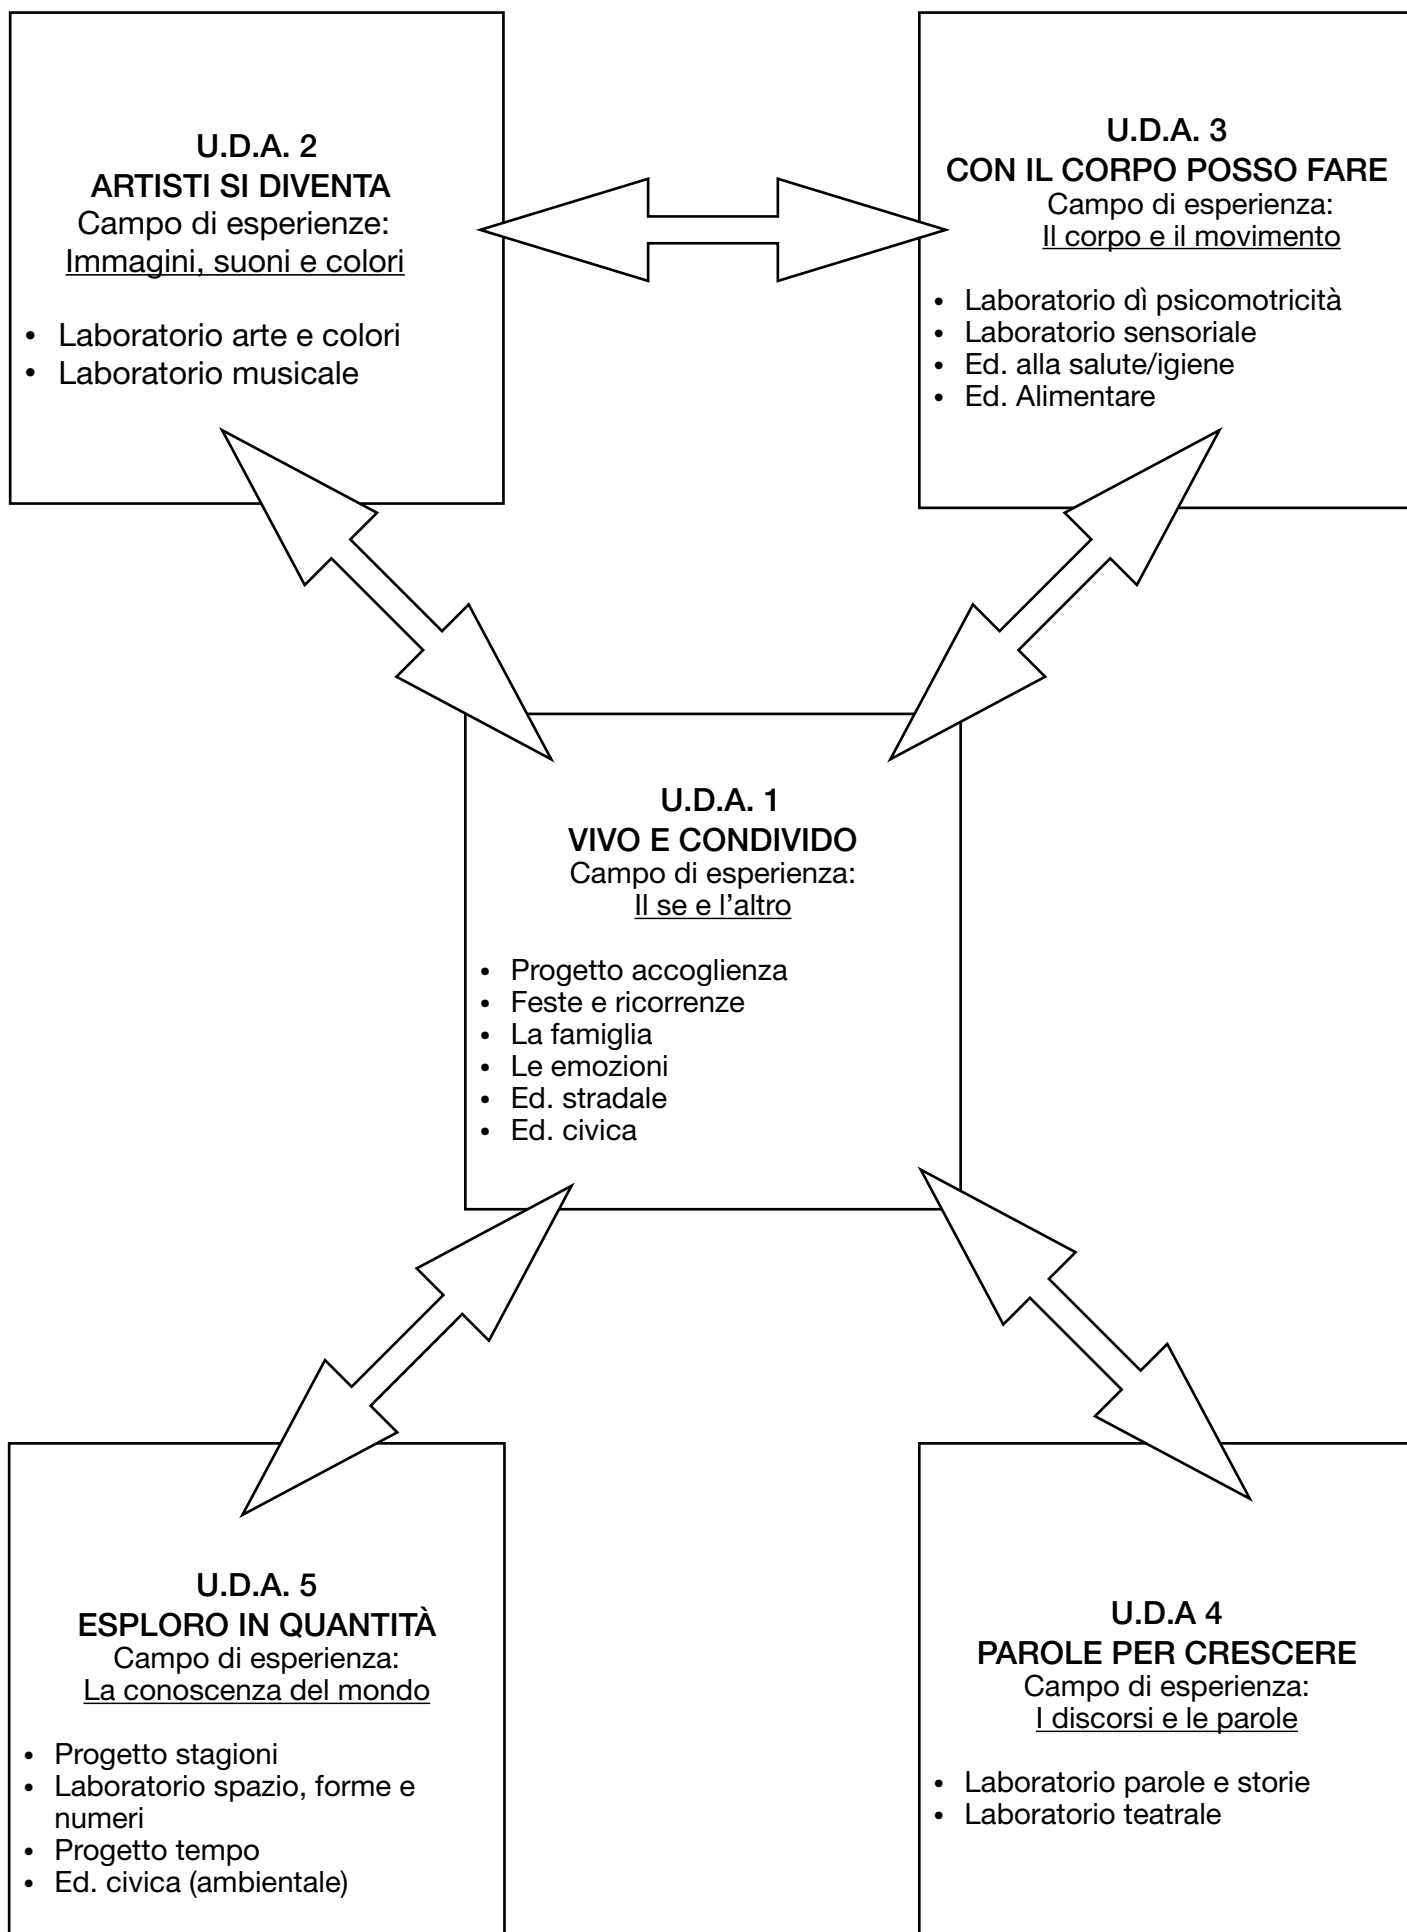 U.D.A. 2
ARTISTI SI DIVENTA
Campo di esperienze:
Immagini, suoni e colori
• Laboratorio arte e colori
• Laboratorio musicale
U.D.A. 3
CON IL CORPO POSSO FARE
Campo di esperienza:
Il corpo e il movimento
• Laboratorio dì psicomotricità
• Laboratorio sensoriale
• Ed. alla salute/igiene
• Ed. Alimentare
U.D.A. 1
VIVO E CONDIVIDO
Campo di esperienza:
Il se e l’altro
• Progetto accoglienza
• Feste e ricorrenze
• La famiglia
• Le emozioni
• Ed. stradale
• Ed. civica
U.D.A. 5
ESPLORO IN QUANTITÀ
Campo di esperienza:
La conoscenza del mondo
• Progetto stagioni
• Laboratorio spazio, forme e
numeri
• Progetto tempo
• Ed. civica (ambientale)
U.D.A 4
PAROLE PER CRESCERE
Campo di esperienza:
I discorsi e le parole
• Laboratorio parole e storie
• Laboratorio teatrale